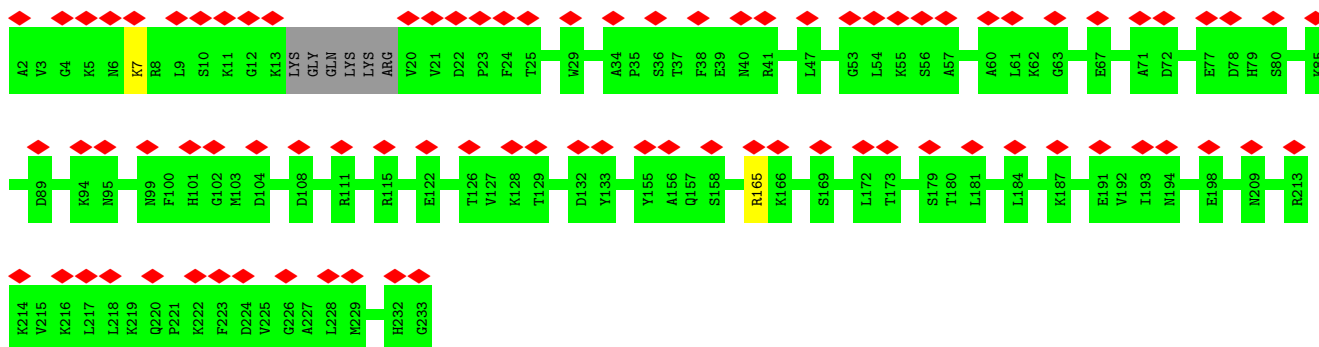 A2 V3 G4 K5 N6 K7 R8 L9 S10 K11 G12 K13 LYS GLY GLN LYS LYS ARG V20 V21 D22 P23 F24 T25 W29 A34 P35 S36 T37 F38 E39 N40 R41 L47 G53 L54 K55 S56 A57 A60 L61 K62 G63 E67 A71 D72 E77 D78 H79 S80 K85
D89 K94 N95 N99 F100 H101 G102 M103 D104 D108 R111 R115 E122 T126 V127 K128 T129 D132 Y133 Y155 A156 Q157 S158 R165 K166 S169 L172 T173 S179 T180 L181 L184 K187 E191 V192 I193 N194 E198 N209 R213
K214 V215 K216 L217 L218 K219 Q220 P221 K222 F223 D224 V225 G226 A227 L228 M229 H232 G233